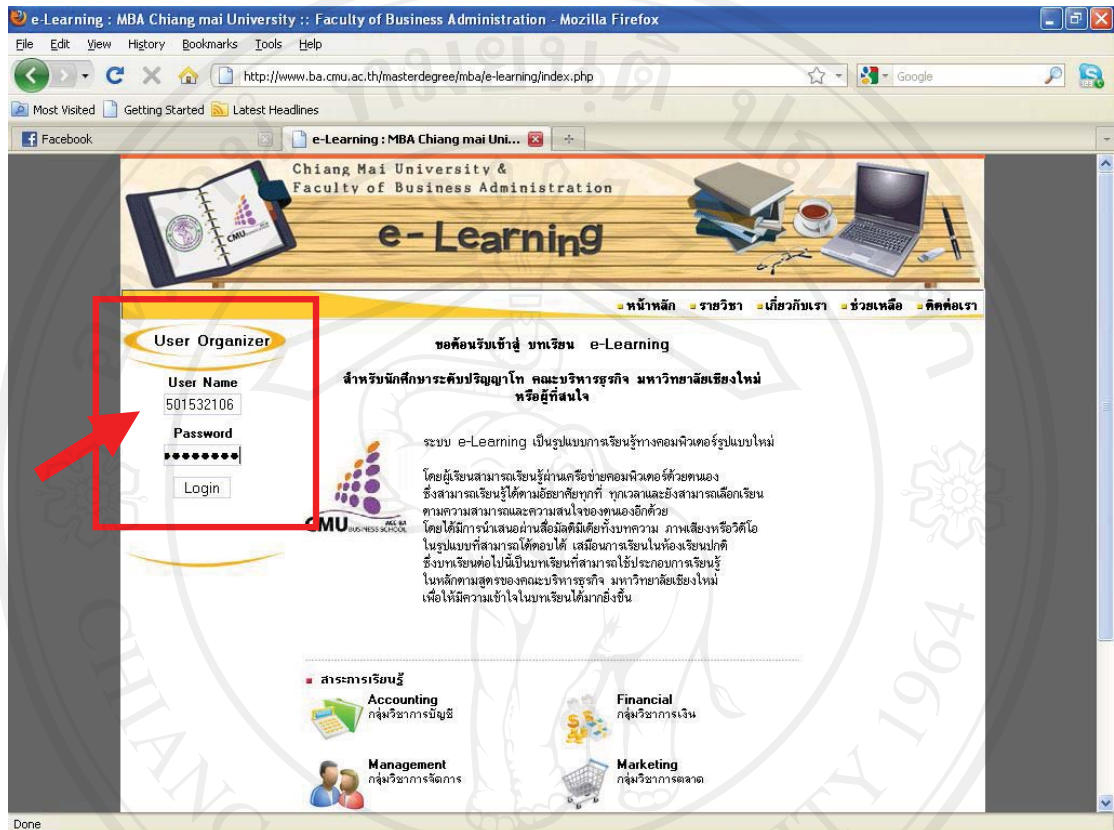 e-Learning : MBA Chiang mai University :: Faculty of Business Administration - Mozilla Firefox
File Edit View History Bookmarks Tools Help
http://www.ba.cmu.ac.th/masterdegree/mba/e-learning/index.php
Google
Most Visited Getting Started Latest Headlines
Facebook
e-Learning : MBA Chiang mai Uni...
Chiang Mai University &
Faculty of Business Administration
e-Learning
CMU
หน้าหลัก รายวิชา เกี่ยวกับเรา ช่วยเหลือ ติดต่อเรา
User Organizer
User Name
501532106
Password
••••••••
Login
ขอต้อนรับเข้าสู่ บทเรียน e-Learning
สำหรับนักศึกษาระดับปริญญาโท คณะบริหารธุรกิจ มหาวิทยาลัยเชียงใหม่
หรือผู้ที่สนใจ
CMU BUSINESS SCHOOL
ระบบ e-Learning เป็นรูปแบบการเรียนรู้ทางคอมพิวเตอร์รูปแบบใหม่
โดยผู้เรียนสามารถเรียนรู้ผ่านเครือข่ายคอมพิวเตอร์ด้วยตนเอง
ซึ่งสามารถเรียนรู้ได้ตามอัธยาศัยทุกที่ ทุกเวลาและยังสามารถเลือกเรียน
ตามความสามารถและความสนใจของตนเองอีกด้วย
โดยได้มีการนำเสนอผ่านสื่อมัลติมีเดียทั้งบทความ ภาพเสียงหรือวิดีโอ
ในรูปแบบที่สามารถโต้ตอบได้ เสมือนการเรียนในห้องเรียนปกติ
ซึ่งบทเรียนต่อไปนี้เป็นบทเรียนที่สามารถใช้ประกอบการเรียนรู้
ในหลักตามสูตรของคณะบริหารธุรกิจ มหาวิทยาลัยเชียงใหม่
เพื่อให้มีความเข้าใจในบทเรียนได้มากยิ่งขึ้น
สาระการเรียนรู้
Accounting
กลุ่มวิชาการบัญชี
Financial
กลุ่มวิชาการเงิน
Management
กลุ่มวิชาการจัดการ
Marketing
กลุ่มวิชาการตลาด
Done